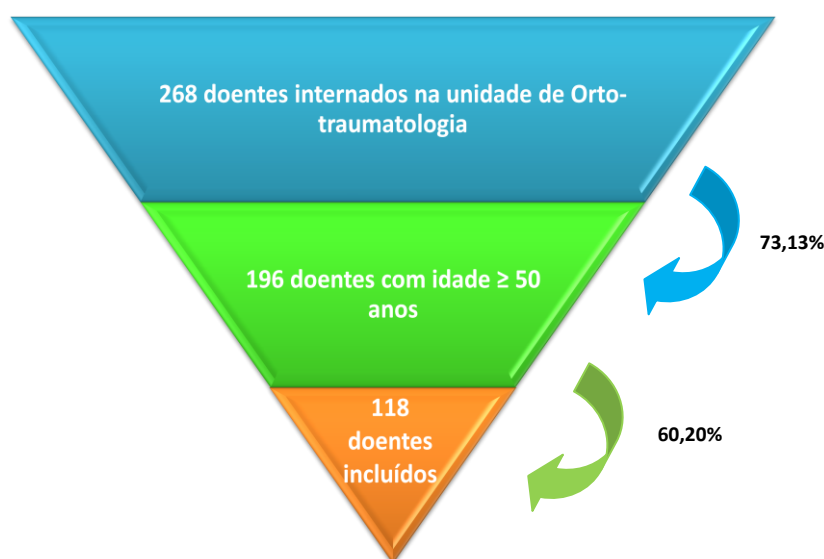 268 doentes internados na unidade de Orto-
traumatologia
73,13%
196 doentes com idade ≥ 50
anos
118
doentes
incluídos
60,20%